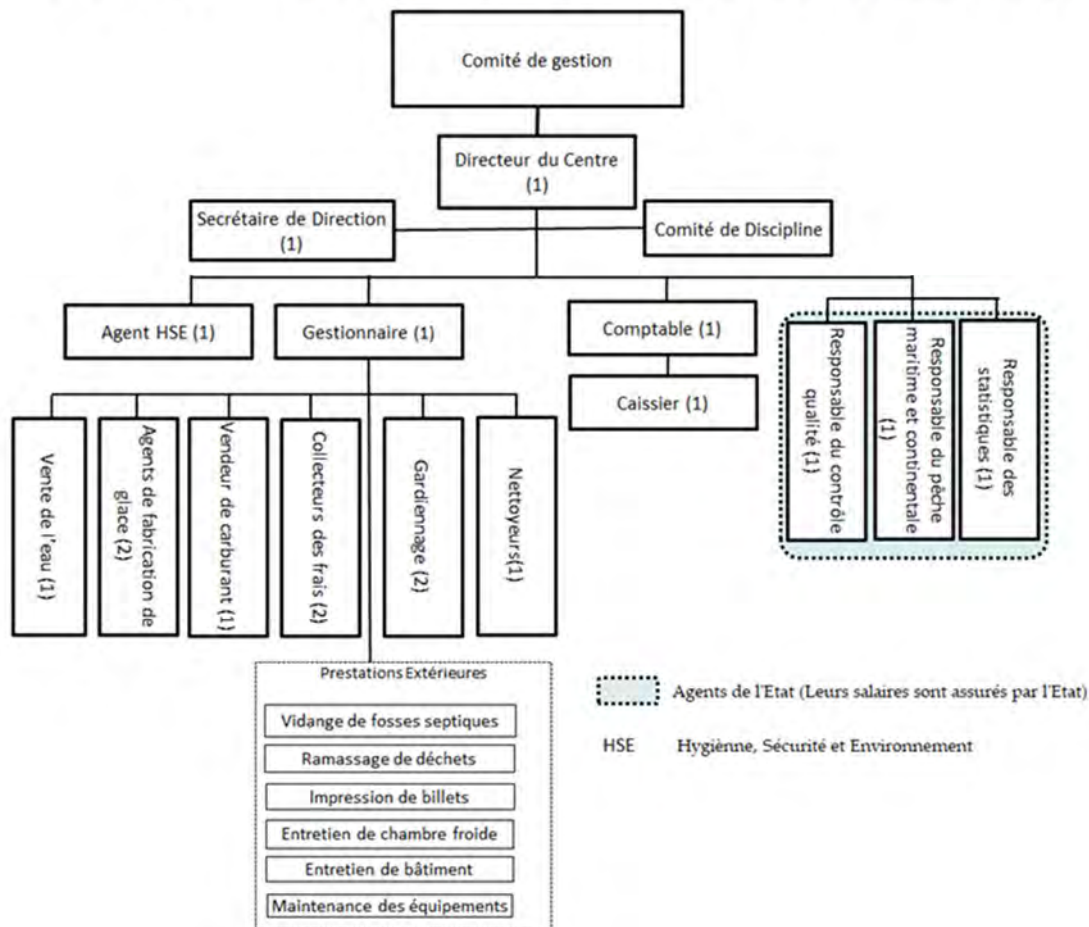 Comité de gestion
Directeur du Centre
(1)
Secrétaire de Direction
(1)
Comité de Discipline
Agent HSE (1)
Gestionnaire (1)
Comptable (1)
Caissier (1)
Responsable du contrôle
qualité (1)
Responsable du pêche
maritime et continentale
(1)
Responsable des
statistiques (1)
Vente de l'eau (1)
Agents de fabrication de
glace (2)
Vendeur de carburant (1)
Collecteurs des frais (2)
Gardiennage (2)
Nettoyeurs(1)
Prestations Extérieures
Vidange de fosses septiques
Ramassage de déchets
Impression de billets
Entretien de chambre froide
Entretien de bâtiment
Maintenance des équipements
Agents de l'Etat (Leurs salaires sont assurés par l'Etat)
HSE Hygiènne, Sécurité et Environnement